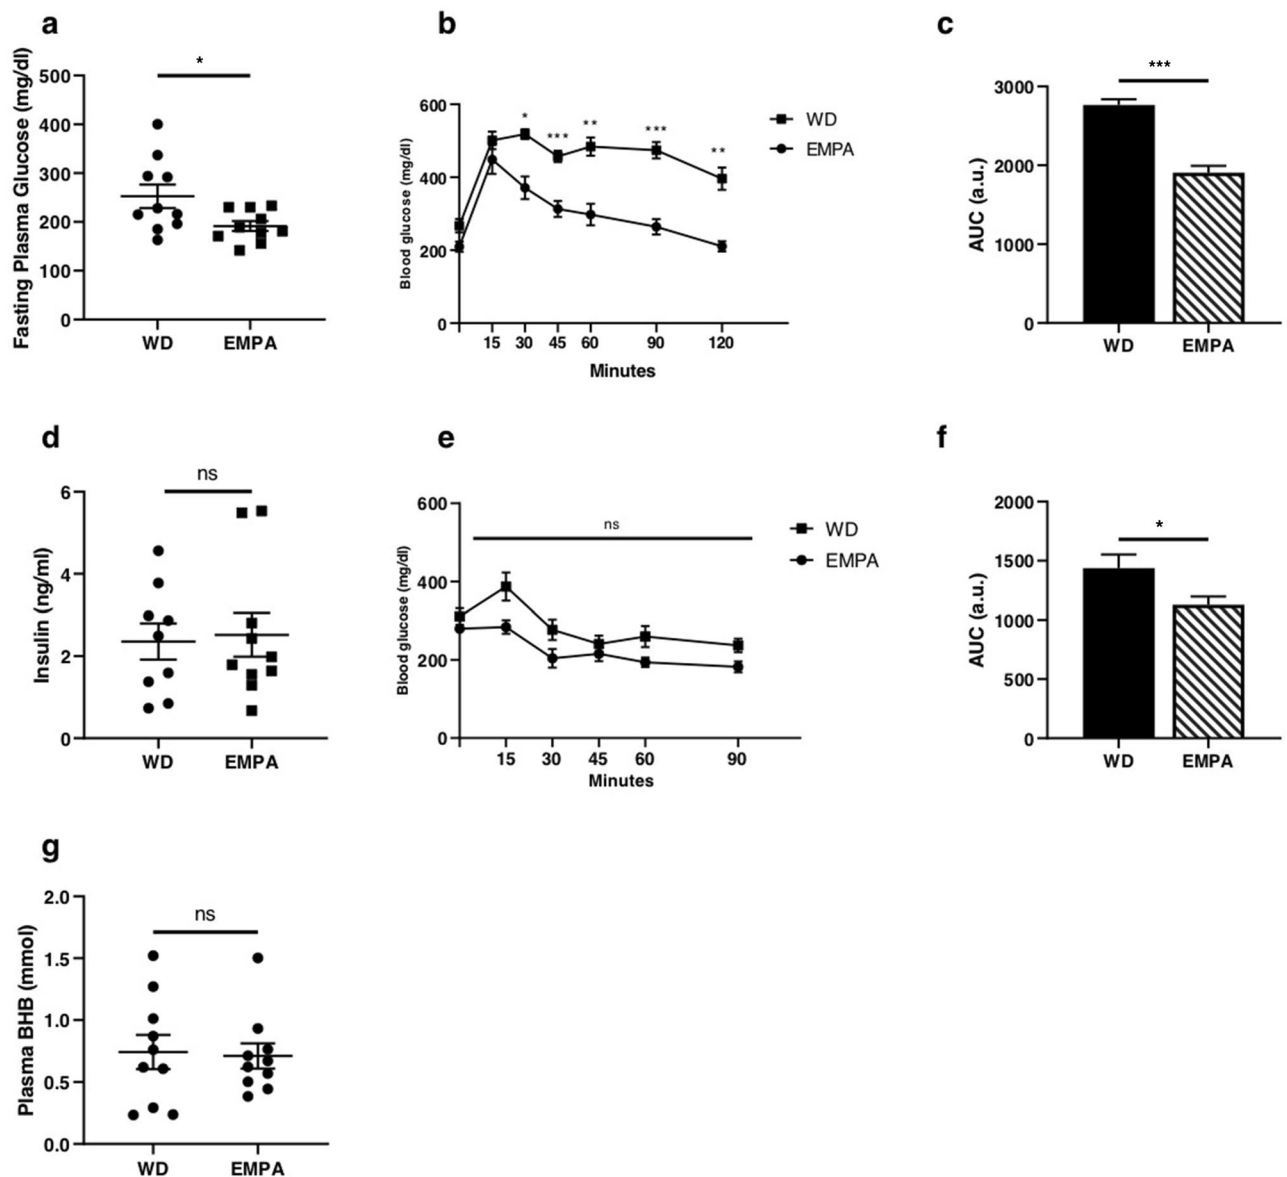 a
*
Fasting Plasma Glucose (mg/dl)
500
400
300
200
100
0
WD EMPA
b
Blood glucose (mg/dl)
600
400
200
0
* *** ** *** **
15 30 45 60 90 120
Minutes
WD
EMPA
c
***
AUC (a.u.)
3000
2000
1000
0
WD EMPA
d
ns
Insulin (ng/ml)
6
4
2
0
WD EMPA
e
Blood glucose (mg/dl)
600
400
200
0
ns
15 30 45 60 90
Minutes
WD
EMPA
f
*
AUC (a.u.)
2000
1500
1000
500
0
WD EMPA
g
ns
Plasma BHB (mmol)
2.0
1.5
1.0
0.5
0.0
WD EMPA